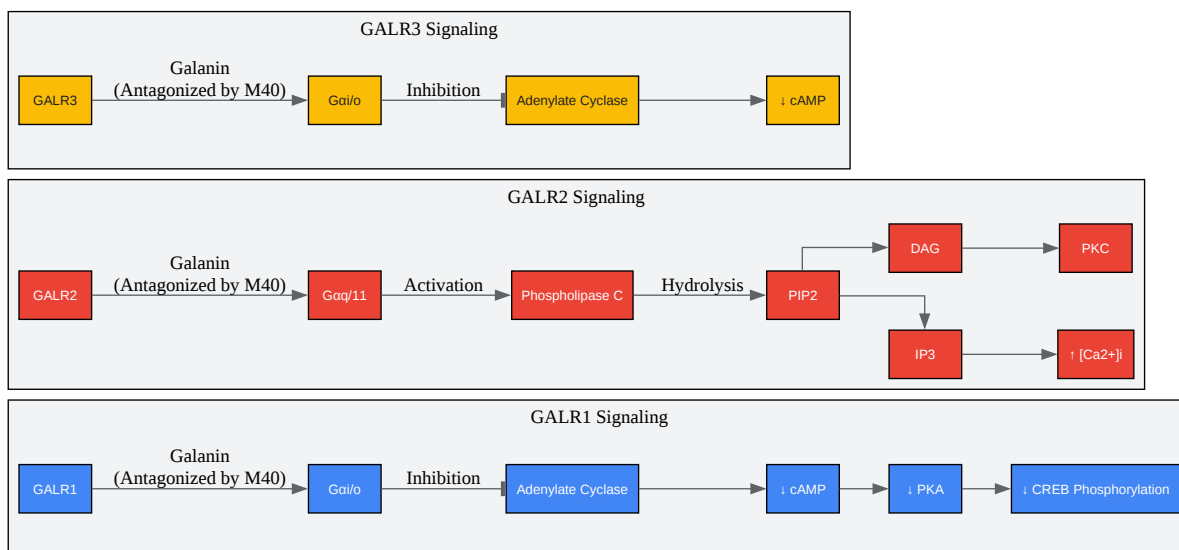 GALR3 Signaling
Galanin
(Antagonized by M40)
GALR3
Gαi/o
Inhibition
Adenylate Cyclase
↓ cAMP
GALR2 Signaling
DAG
PKC
Galanin
(Antagonized by M40)
GALR2
Gαq/11
Activation
Phospholipase C
Hydrolysis
PIP2
IP3
↑ [Ca2+]i
GALR1 Signaling
Galanin
(Antagonized by M40)
GALR1
Gαi/o
Inhibition
Adenylate Cyclase
↓ cAMP
↓ PKA
↓ CREB Phosphorylation